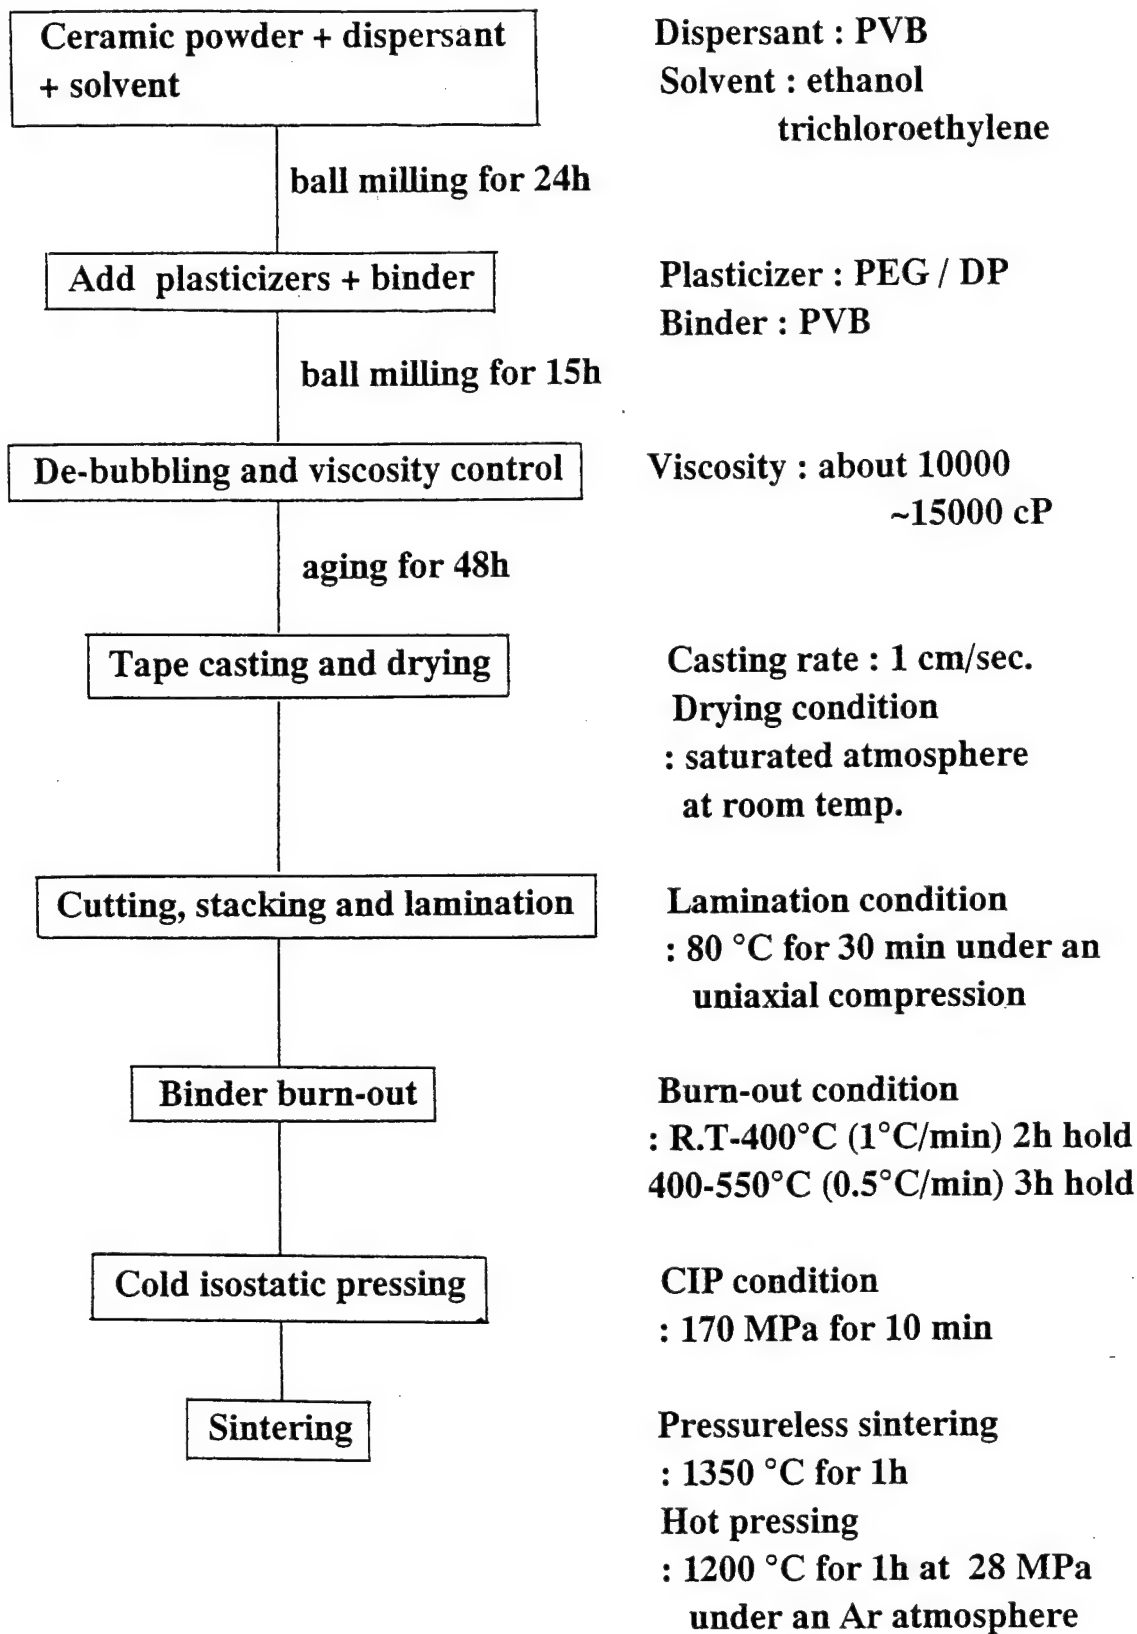 Ceramic powder + dispersant
+ solvent
Dispersant : PVB
Solvent : ethanol
trichloroethylene
ball milling for 24h
Add plasticizers + binder
Plasticizer : PEG / DP
Binder : PVB
ball milling for 15h
De-bubbling and viscosity control
Viscosity : about 10000
~15000 cP
aging for 48h
Tape casting and drying
Casting rate : 1 cm/sec.
Drying condition
: saturated atmosphere
at room temp.
Cutting, stacking and lamination
Lamination condition
: 80 °C for 30 min under an
uniaxial compression
Binder burn-out
Burn-out condition
: R.T-400°C (1°C/min) 2h hold
400-550°C (0.5°C/min) 3h hold
Cold isostatic pressing
CIP condition
: 170 MPa for 10 min
Sintering
Pressureless sintering
: 1350 °C for 1h
Hot pressing
: 1200 °C for 1h at 28 MPa
under an Ar atmosphere